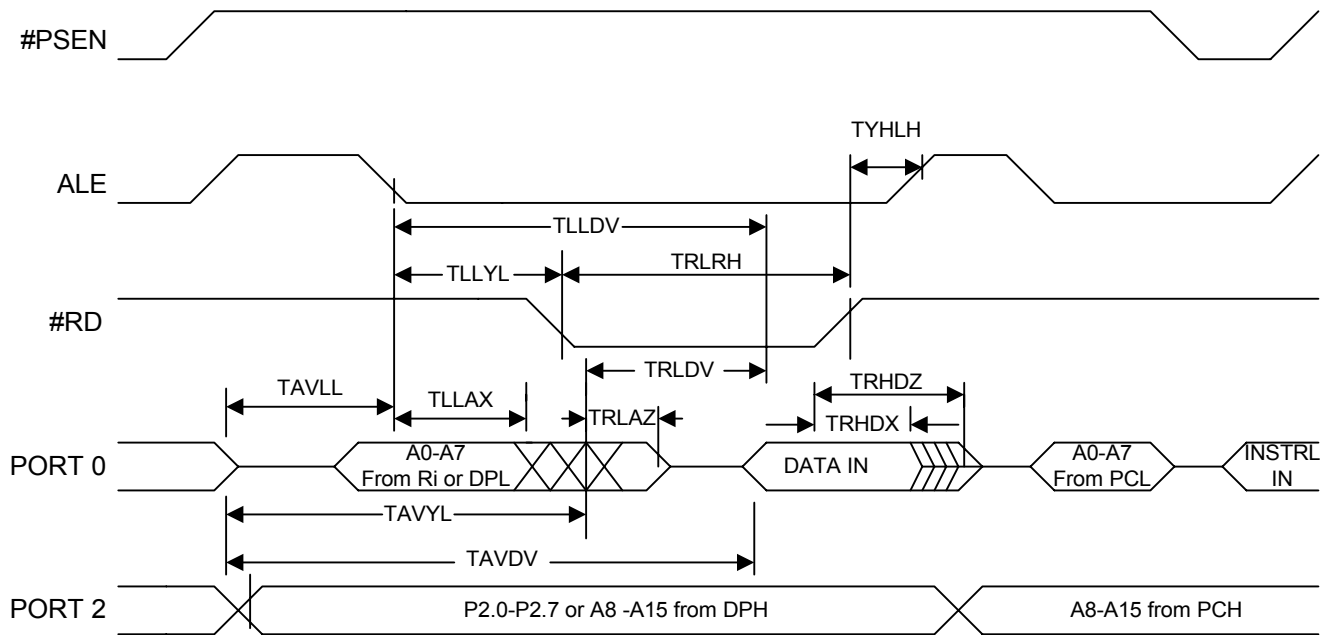 #PSEN
TYHLH
ALE
TLLDV
TLLYL
TRLRH
#RD
TRLDV
TRHDZ
TAVLL
TLLAX
TRLAZ
TRHDX
PORT 0
A0-A7
From Ri or DPL
DATA IN
A0-A7
From PCL
INSTRL
IN
TAVYL
TAVDV
PORT 2
P2.0-P2.7 or A8 -A15 from DPH
A8-A15 from PCH